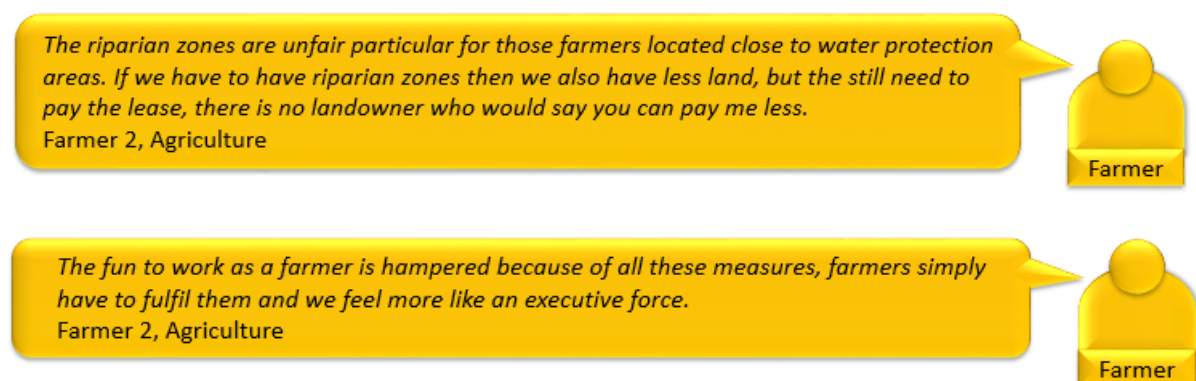 The riparian zones are unfair particular for those farmers located close to water protection
areas. If we have to have riparian zones then we also have less land, but the still need to
pay the lease, there is no landowner who would say you can pay me less.
Farmer 2, Agriculture
Farmer
The fun to work as a farmer is hampered because of all these measures, farmers simply
have to fulfil them and we feel more like an executive force.
Farmer 2, Agriculture
Farmer